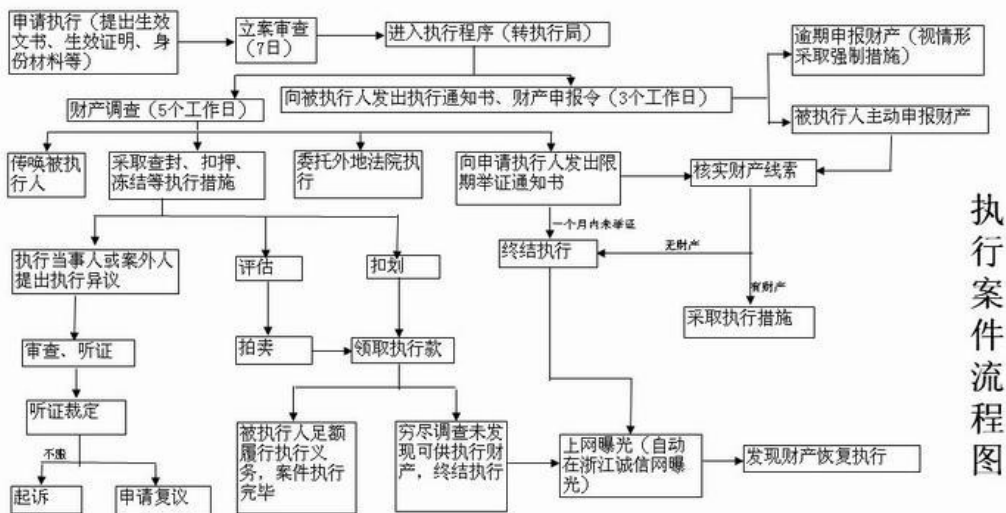 申请执行（提出生效
文书、生效证明、身
份材料等）
立案审查
（7日）
进入执行程序（转执行局）
逾期申报财产（视情形
采取强制措施）
财产调查（5个工作日）
向被执行人发出执行通知书、财产申报令（3个工作日）
被执行人主动申报财产
传唤被执
行人
采取查封、扣押、
冻结等执行措施
委托外地法院执
行
向申请执行人发出限
期举证通知书
核实财产线索
一个月内未举证
执行当事人或案外人
提出执行异议
评估
扣划
终结执行
无财产
有财产
采取执行措施
审查、听证
拍卖
领取执行款
听证裁定
不服
起诉
申请复议
被执行人足额
履行执行义
务，案件执行
完毕
穷尽调查未发
现可供执行财
产，终结执行
上网曝光（自动
在浙江诚信网曝
光）
发现财产恢复执行
执行案件流程图